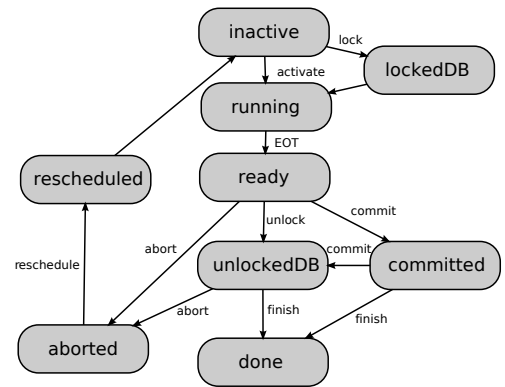 inactive
lock
lockedDB
activate
running
EOT
rescheduled
ready
commit
unlock
abort
commit
unlockedDB
committed
reschedule
abort
finish
finish
aborted
done